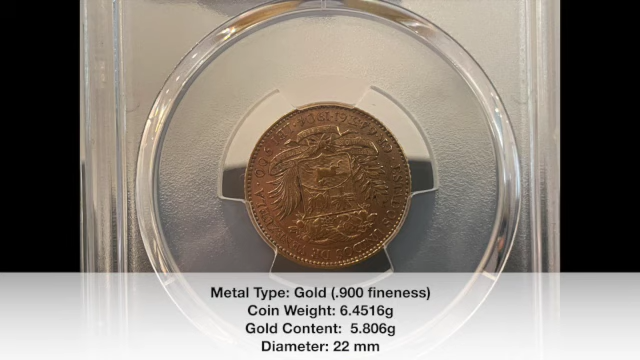 Metal Type: Gold (.900 fineness)
Coin Weight: 6.4516g
Gold Content:  5.806g
Diameter: 22 mm